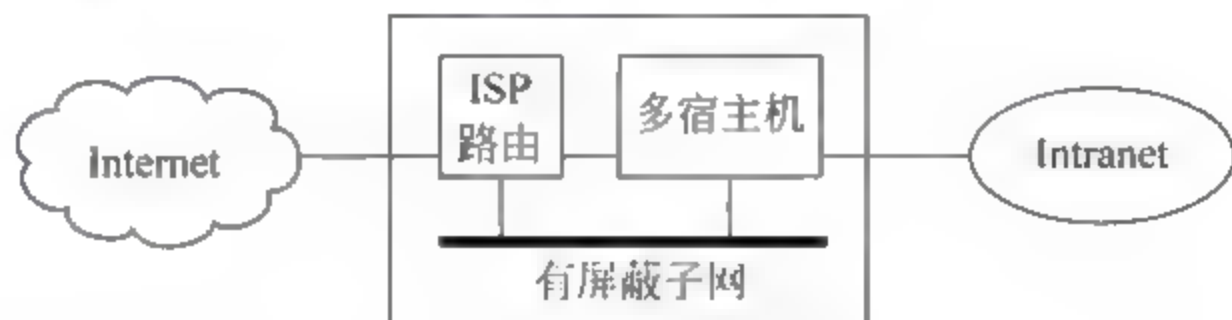 Internet
ISP
路由
多宿主机
Intranet
有屏蔽子网